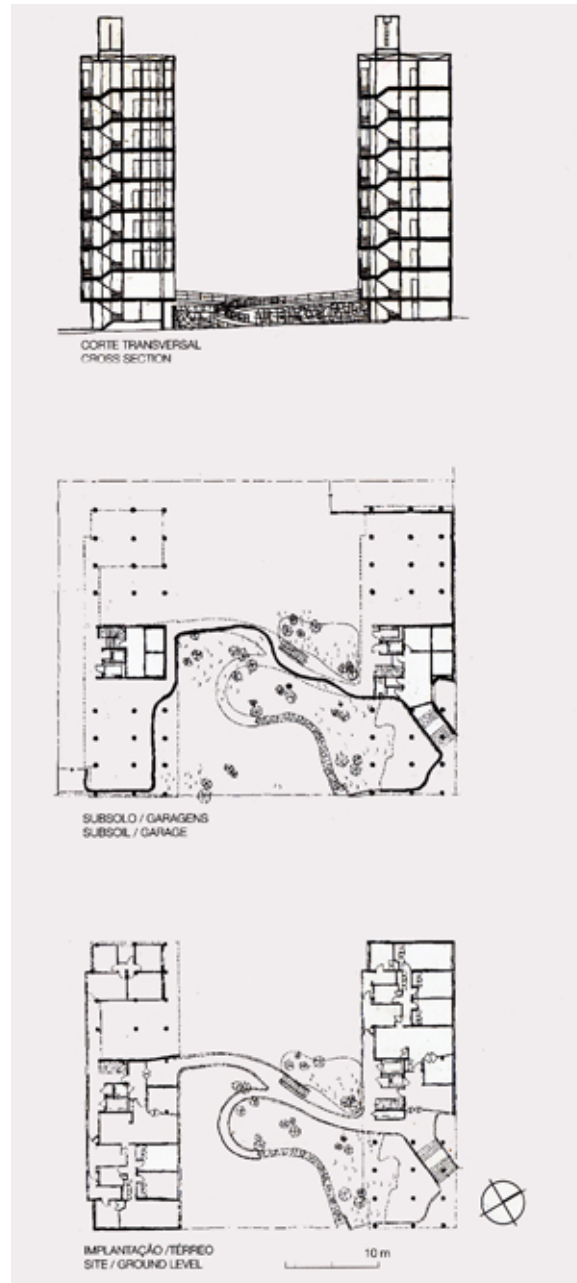 CORTE TRANSVERSAL
CROSS SECTION
SUBSOLO / GARAGENS
SUBSOIL / GARAGE
IMPLANTAÇÃO /TÉRREO
SITE / GROUND LEVEL
10 m